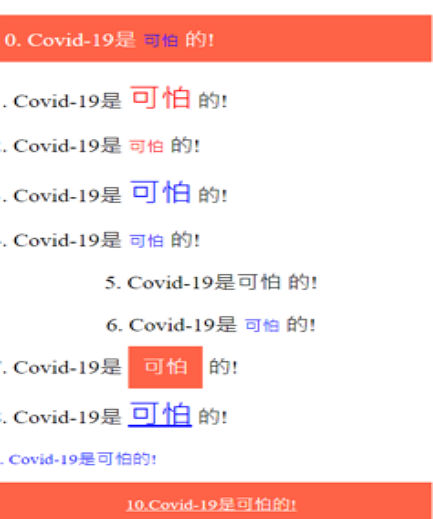 0. Covid-19是 可怕 的!
. Covid-19是 可怕 的!
. Covid-19是 可怕 的!
. Covid-19是 可怕 的!
. Covid-19是 可怕 的!
5. Covid-19是可怕 的!
6. Covid-19是 可怕 的!
. Covid-19是 可怕 的!
. Covid-19是 可怕 的!
. Covid-19是可怕的!
10.Covid-19是可怕的!